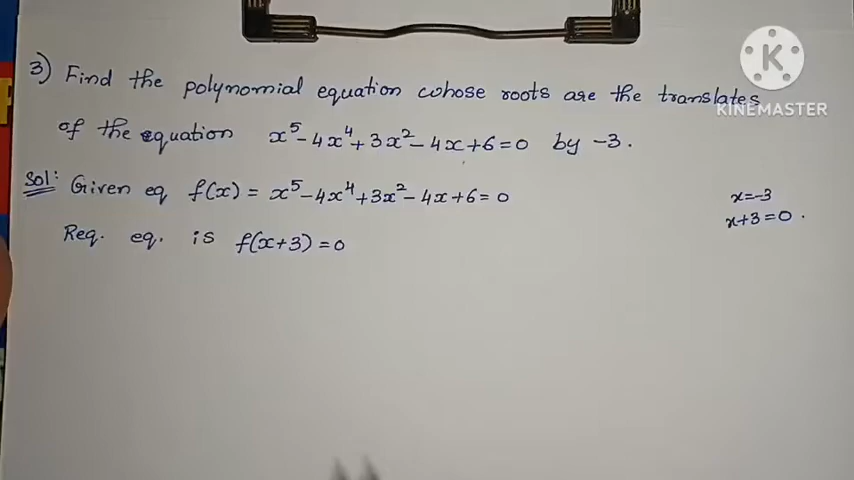 3) Find the polynomial equation whose roots are the translates
of the equation x⁵-4x⁴+3x²-4x+6=0 by -3.
Sol: Given eq f(x) = x⁵-4x⁴+3x²-4x+6=0
Req. eq. is f(x+3)=0
x=-3
x+3=0.
K
KINEMASTER